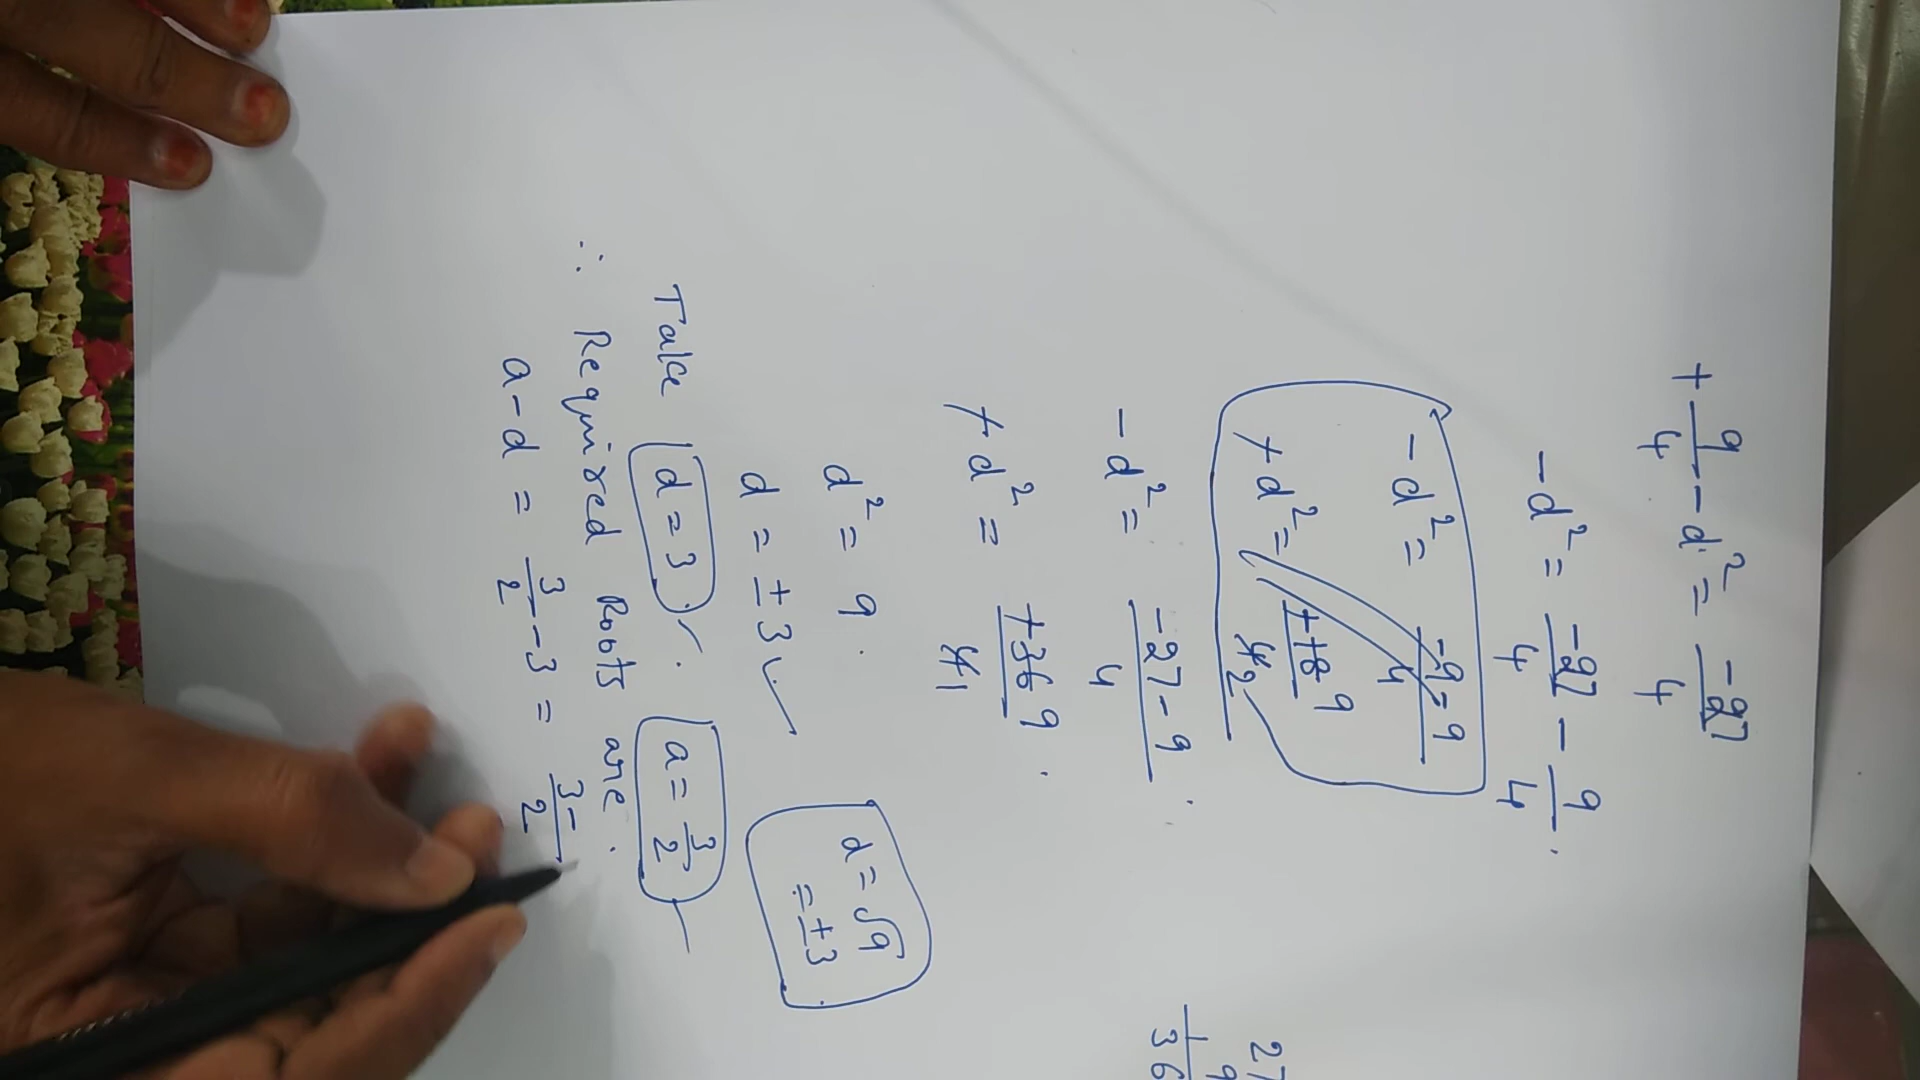 + 9/4 - d² = -27/4
- d² = -27/4 - 9/4 .
- d² = -9-9/4
+ d² = ++18 9/4 2
- d² = -27-9/4 .
+ d² = +36 9/4 1 .
d² = 9 .
d = ±3
d = √9
= ±3
Take d = 3 . a = 3/2
∴ Required Roots are .
a-d = 3/2 - 3 = 3-/2
27
9
36